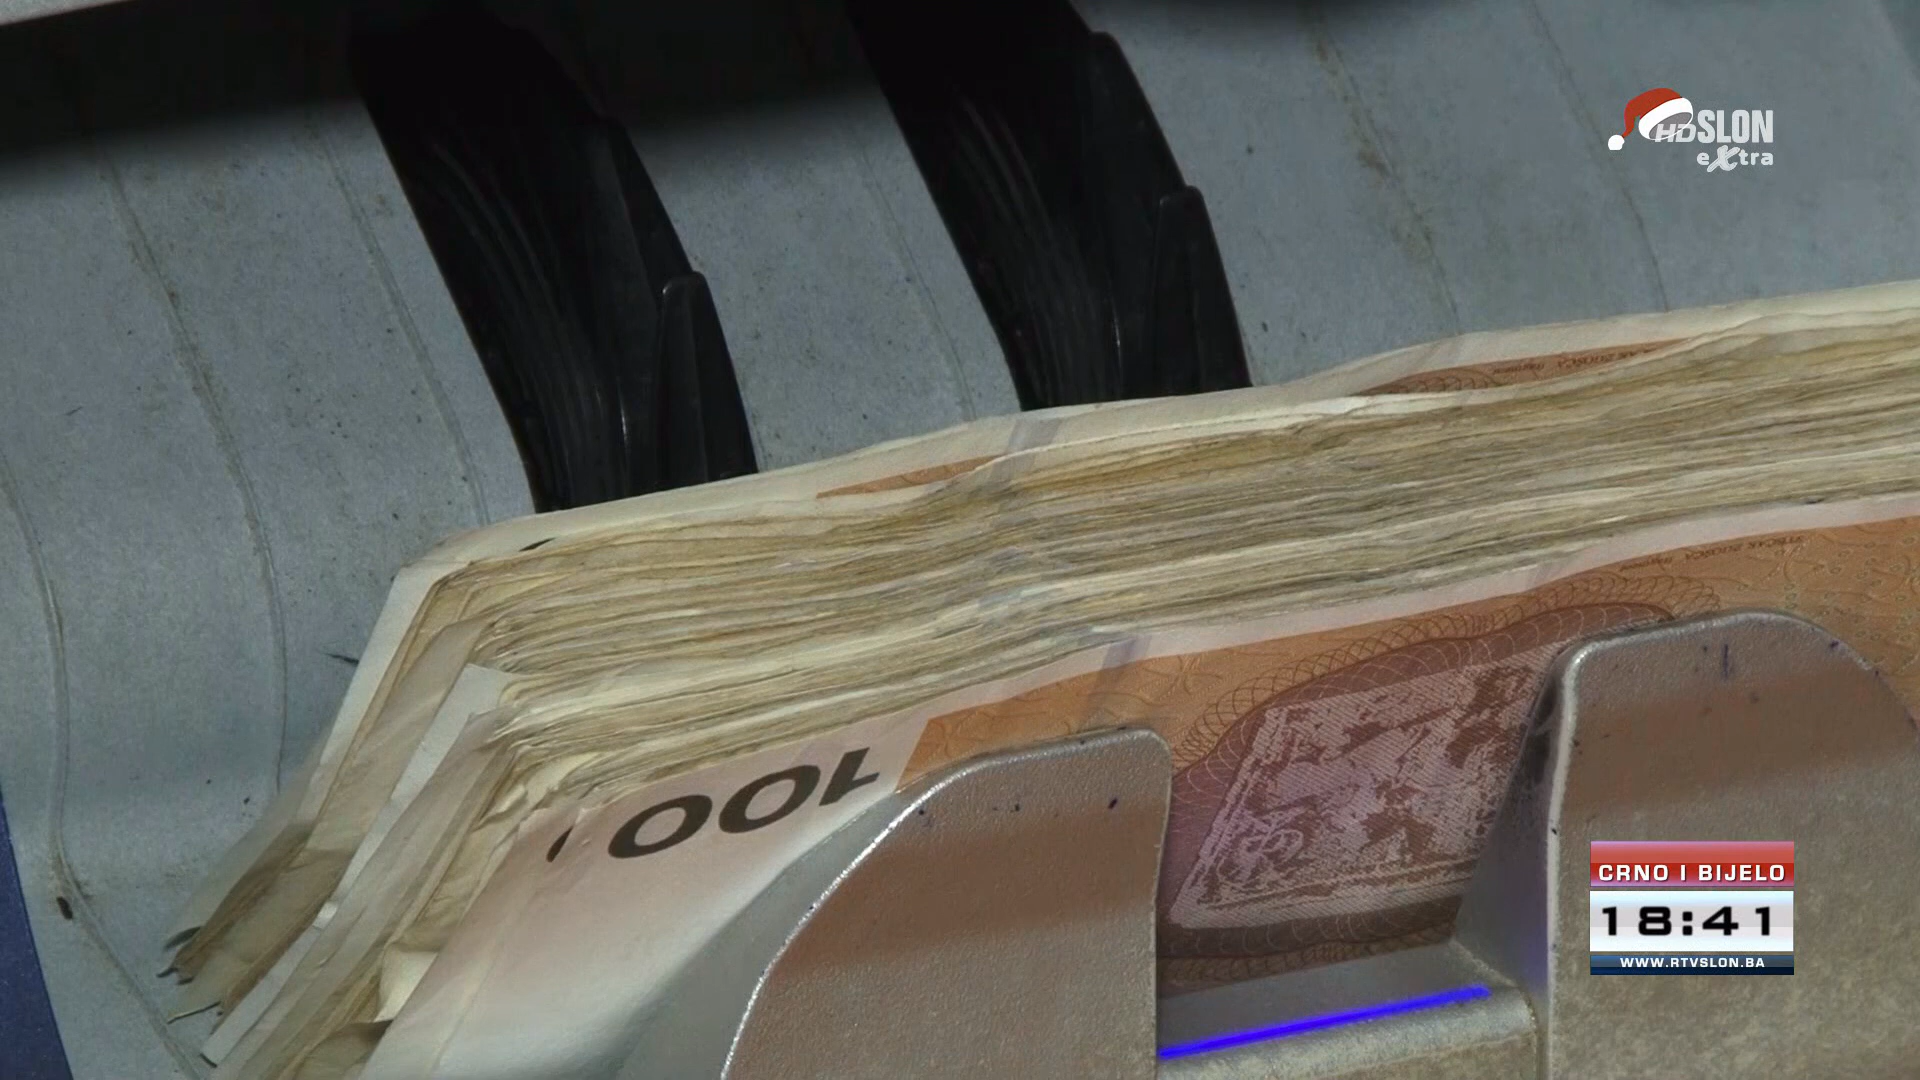 HD SLON
eXtra
100
CRNO I BIJELO
18:41
WWW.RTVSLON.BA